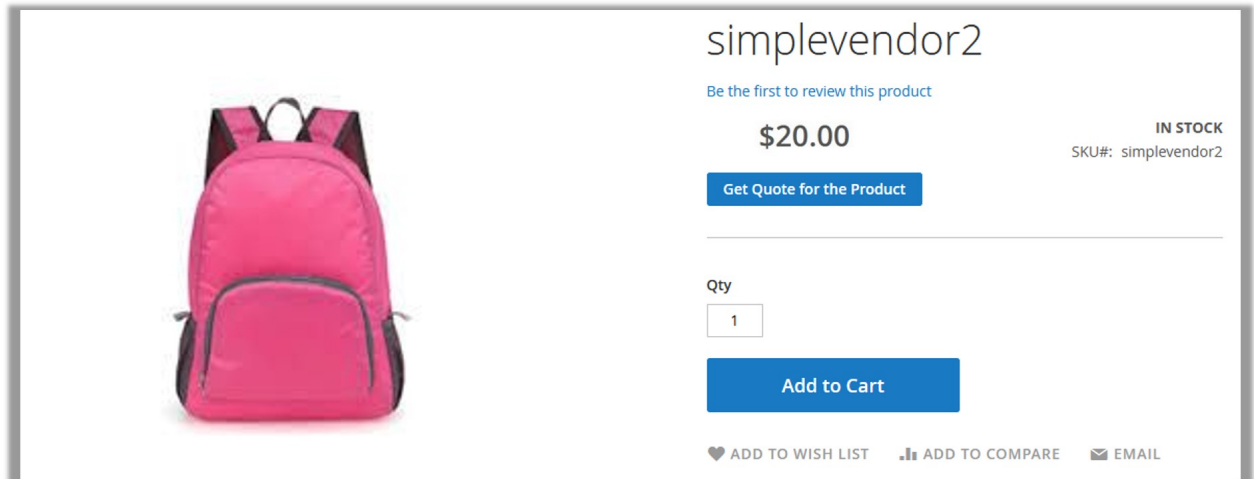 simplevendor2
Be the first to review this product
$20.00
IN STOCK
SKU#: simplevendor2
Get Quote for the Product
Qty
1
Add to Cart
ADD TO WISH LIST ADD TO COMPARE EMAIL